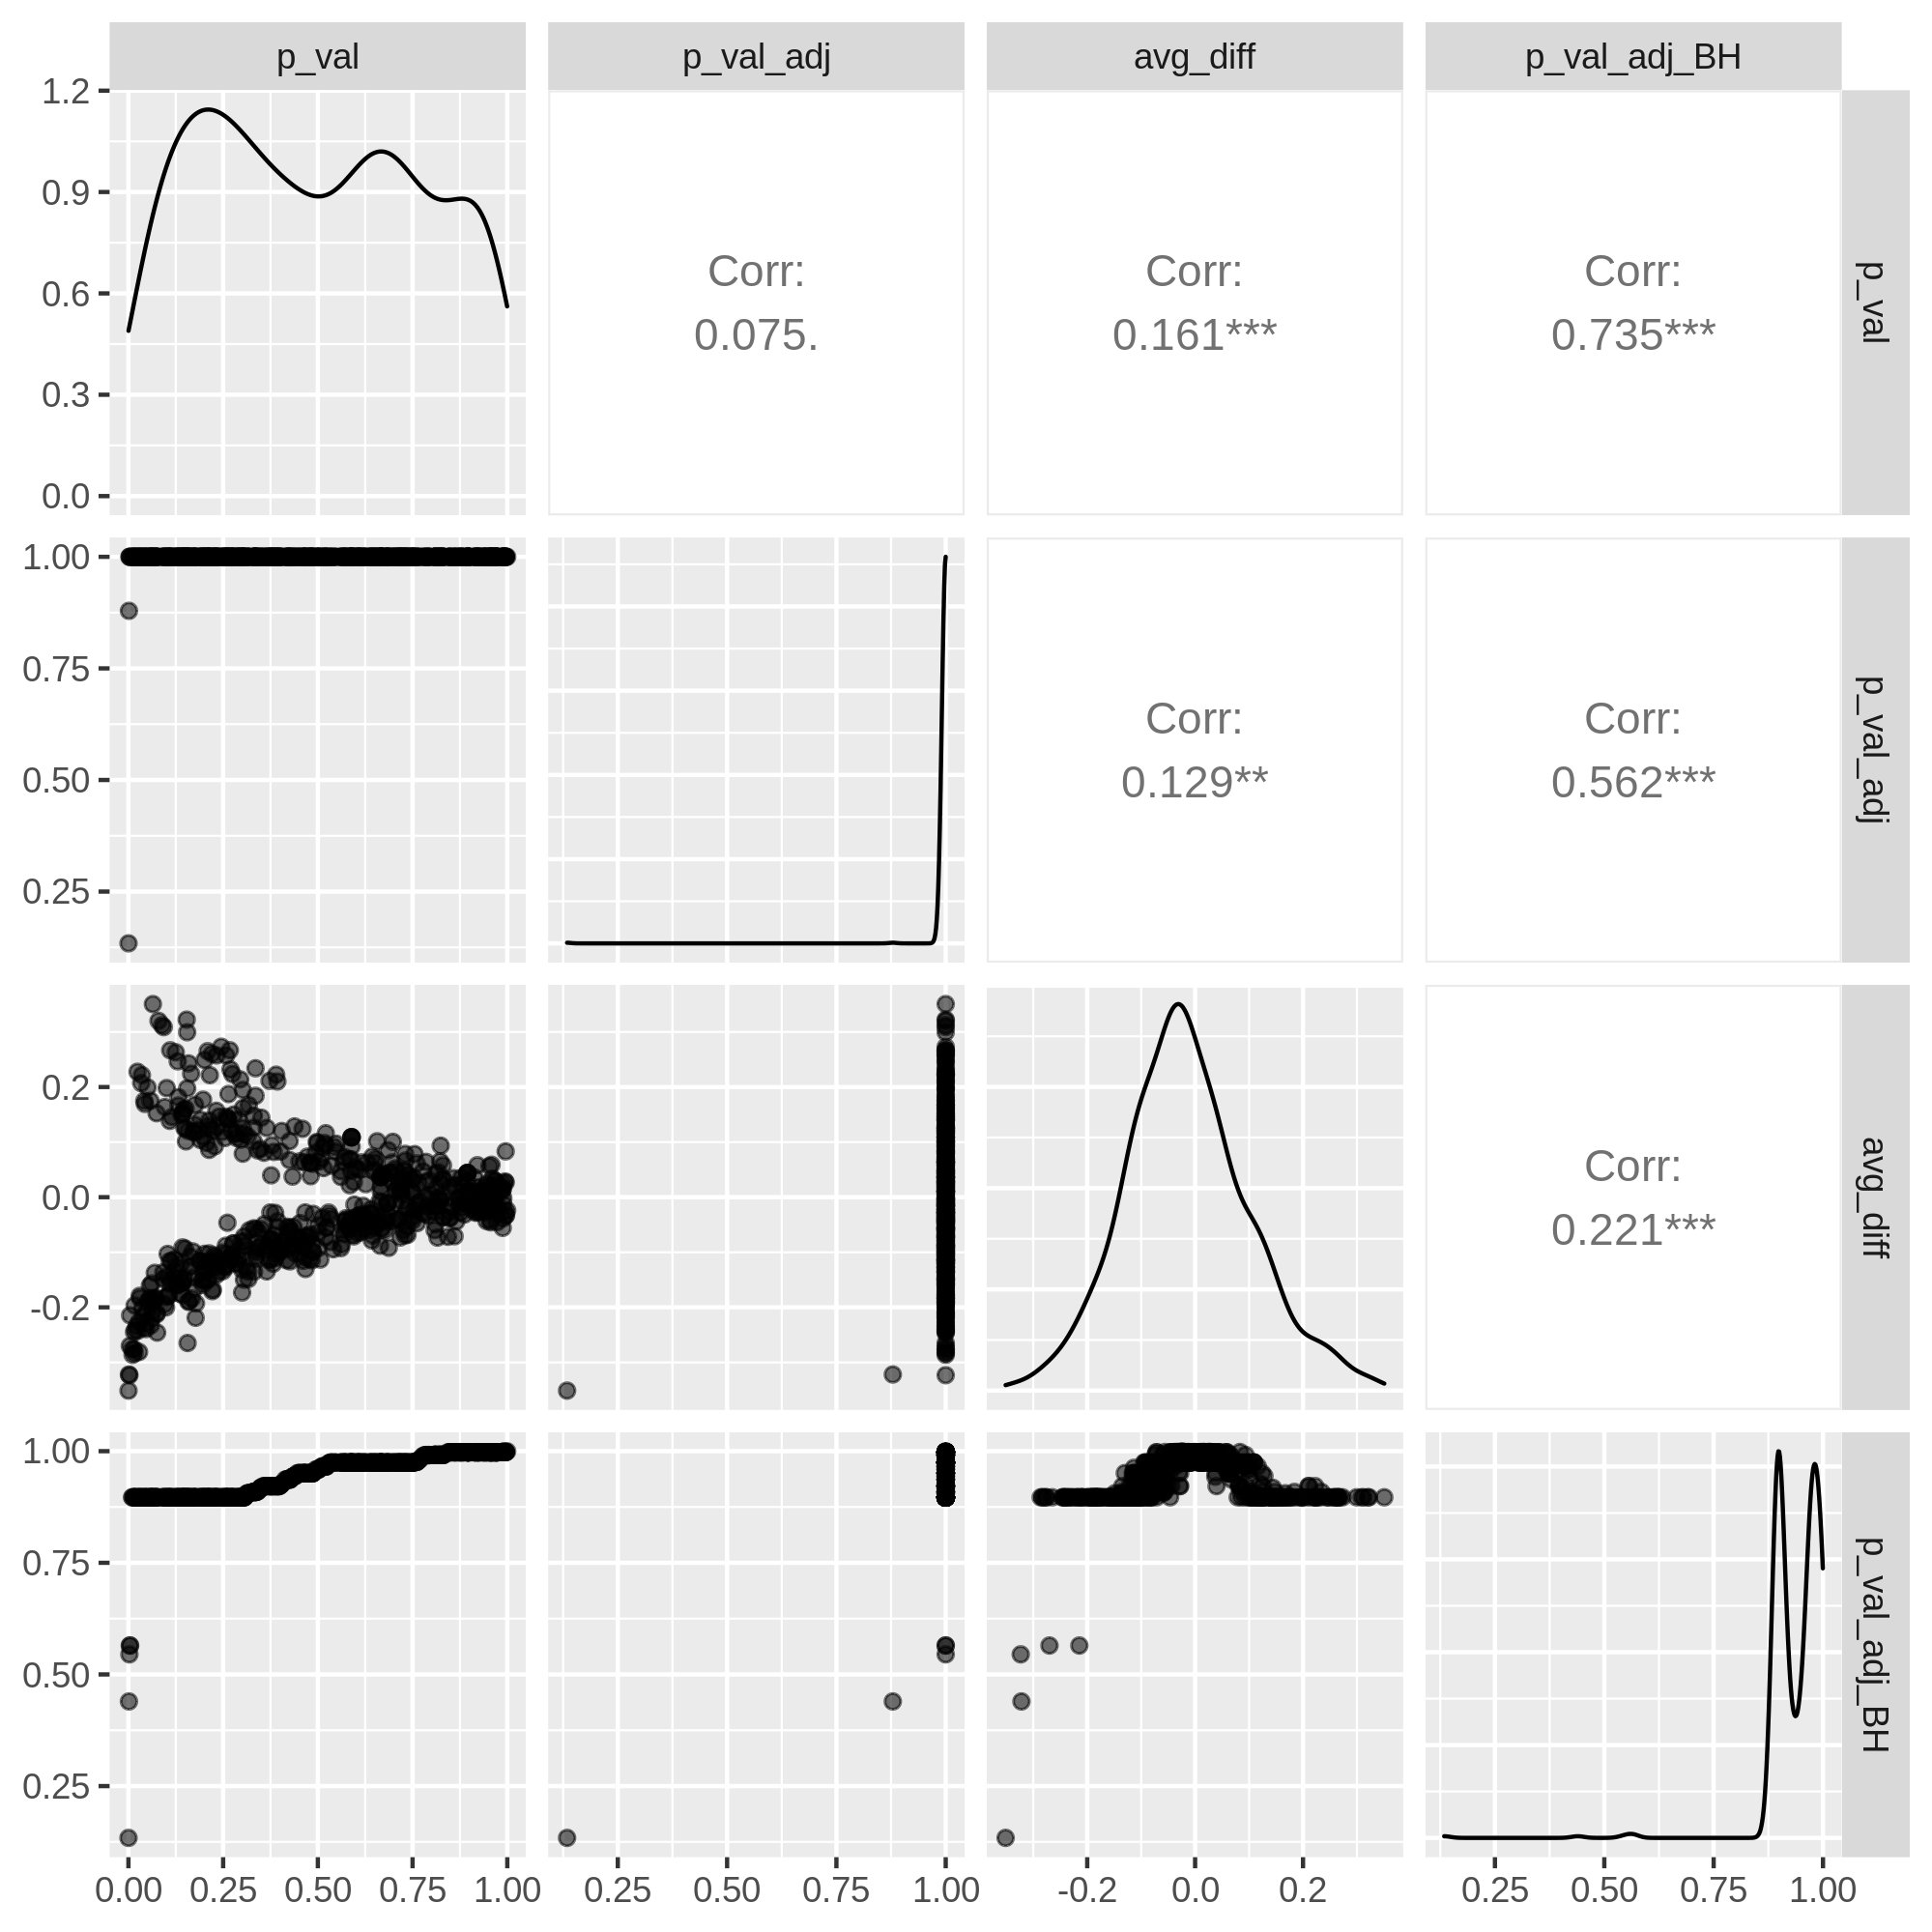 p_val
p_val_adj
avg_diff
p_val_adj_BH
1.2
0.9
0.6
0.3
0.0
Corr:
0.075.
Corr:
0.161***
Corr:
0.735***
p_val
1.00
0.75
0.50
0.25
Corr:
0.129**
Corr:
0.562***
p_val_adj
0.2
0.0
-0.2
Corr:
0.221***
avg_diff
1.00
0.75
0.50
0.25
p_val_adj_BH
0.00 0.25 0.50 0.75 1.00
0.25 0.50 0.75 1.00
-0.2 0.0 0.2
0.25 0.50 0.75 1.00